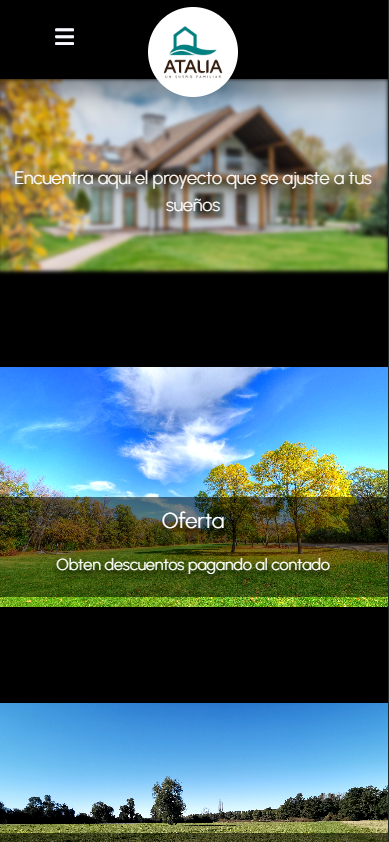 ATALIA
UN SUEÑO FAMILIAR
Encuentra aquí el proyecto que se ajuste a tus
sueños
Oferta
Obten descuentos pagando al contado